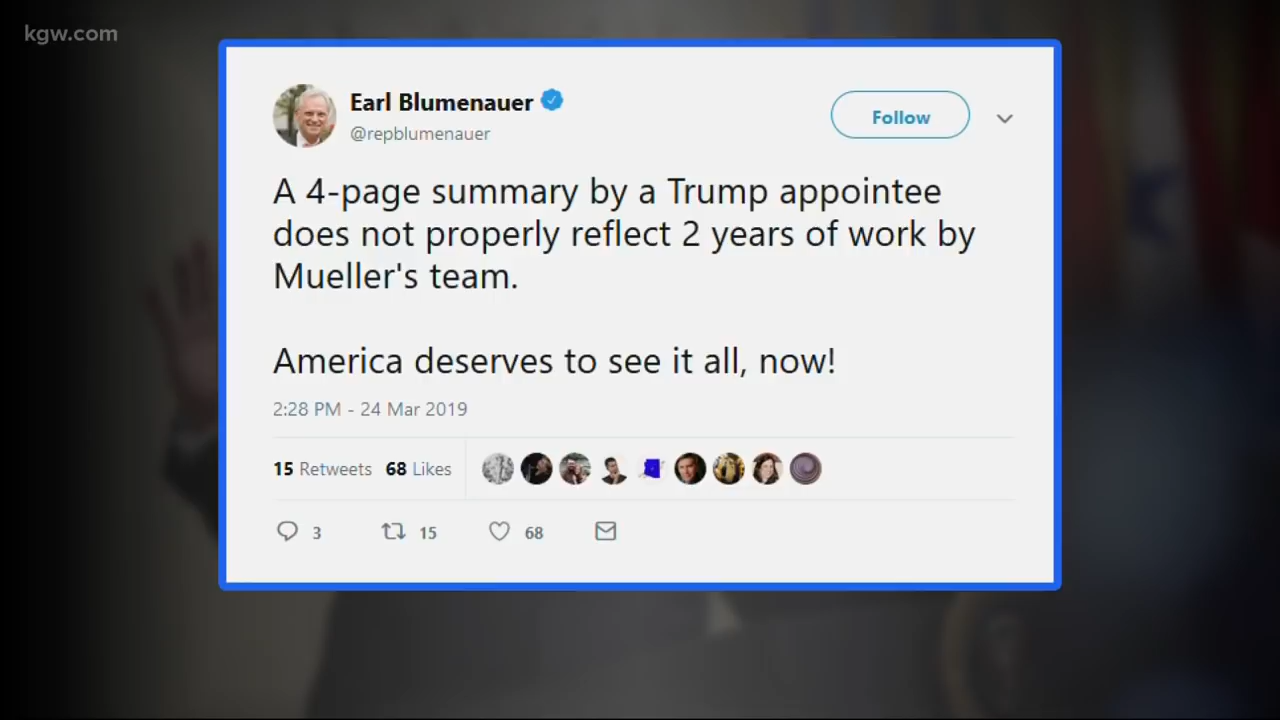 kgw.com
Earl Blumenauer
@repblumenauer
Follow
A 4-page summary by a Trump appointee
does not properly reflect 2 years of work by
Mueller's team.
America deserves to see it all, now!
2:28 PM - 24 Mar 2019
15 Retweets 68 Likes
3 15 68